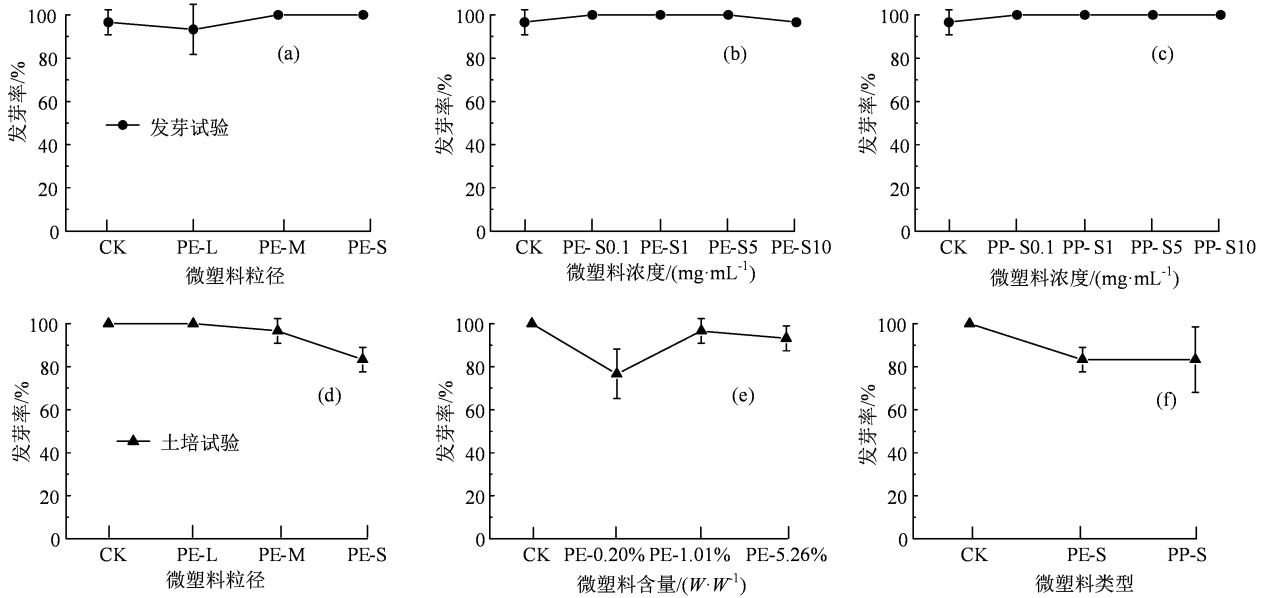 100
80
60
40
20
0
发芽率/%
(a)
发芽试验
CK PE-L PE-M PE-S
微塑料粒径
100
80
60
40
20
0
发芽率/%
(b)
CK PE-S0.1 PE-S1 PE-S5 PE-S10
微塑料浓度/(mg·mL⁻¹)
100
80
60
40
20
0
发芽率/%
(c)
CK PP-S0.1 PP-S1 PP-S5 PP-S10
微塑料浓度/(mg·mL⁻¹)
100
80
60
40
20
0
发芽率/%
(d)
土培试验
CK PE-L PE-M PE-S
微塑料粒径
100
80
60
40
20
0
发芽率/%
(e)
CK PE-0.20% PE-1.01% PE-5.26%
微塑料含量/(W·W⁻¹)
100
80
60
40
20
0
发芽率/%
(f)
CK PE-S PP-S
微塑料类型